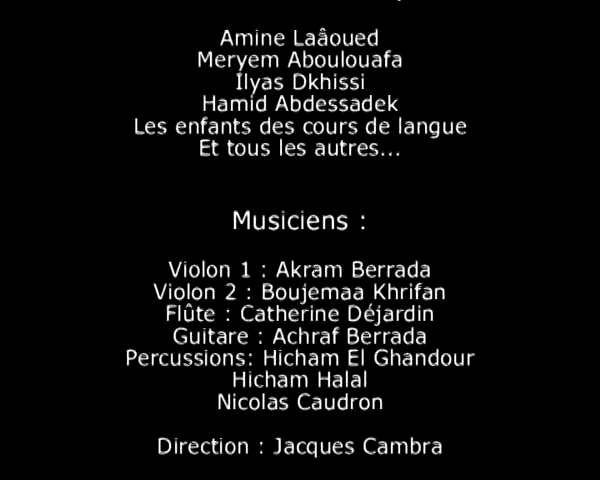 Amine Laâoued
Meryem Aboulouafa
Ilyas Dkhissi
Hamid Abdessadek
Les enfants des cours de langue
Et tous les autres...
Musiciens :
Violon 1 : Akram Berrada
Violon 2 : Boujemaa Khrifan
Flûte : Catherine Déjardin
Guitare : Achraf Berrada
Percussions: Hicham El Ghandour
Hicham Halal
Nicolas Caudron
Direction : Jacques Cambra